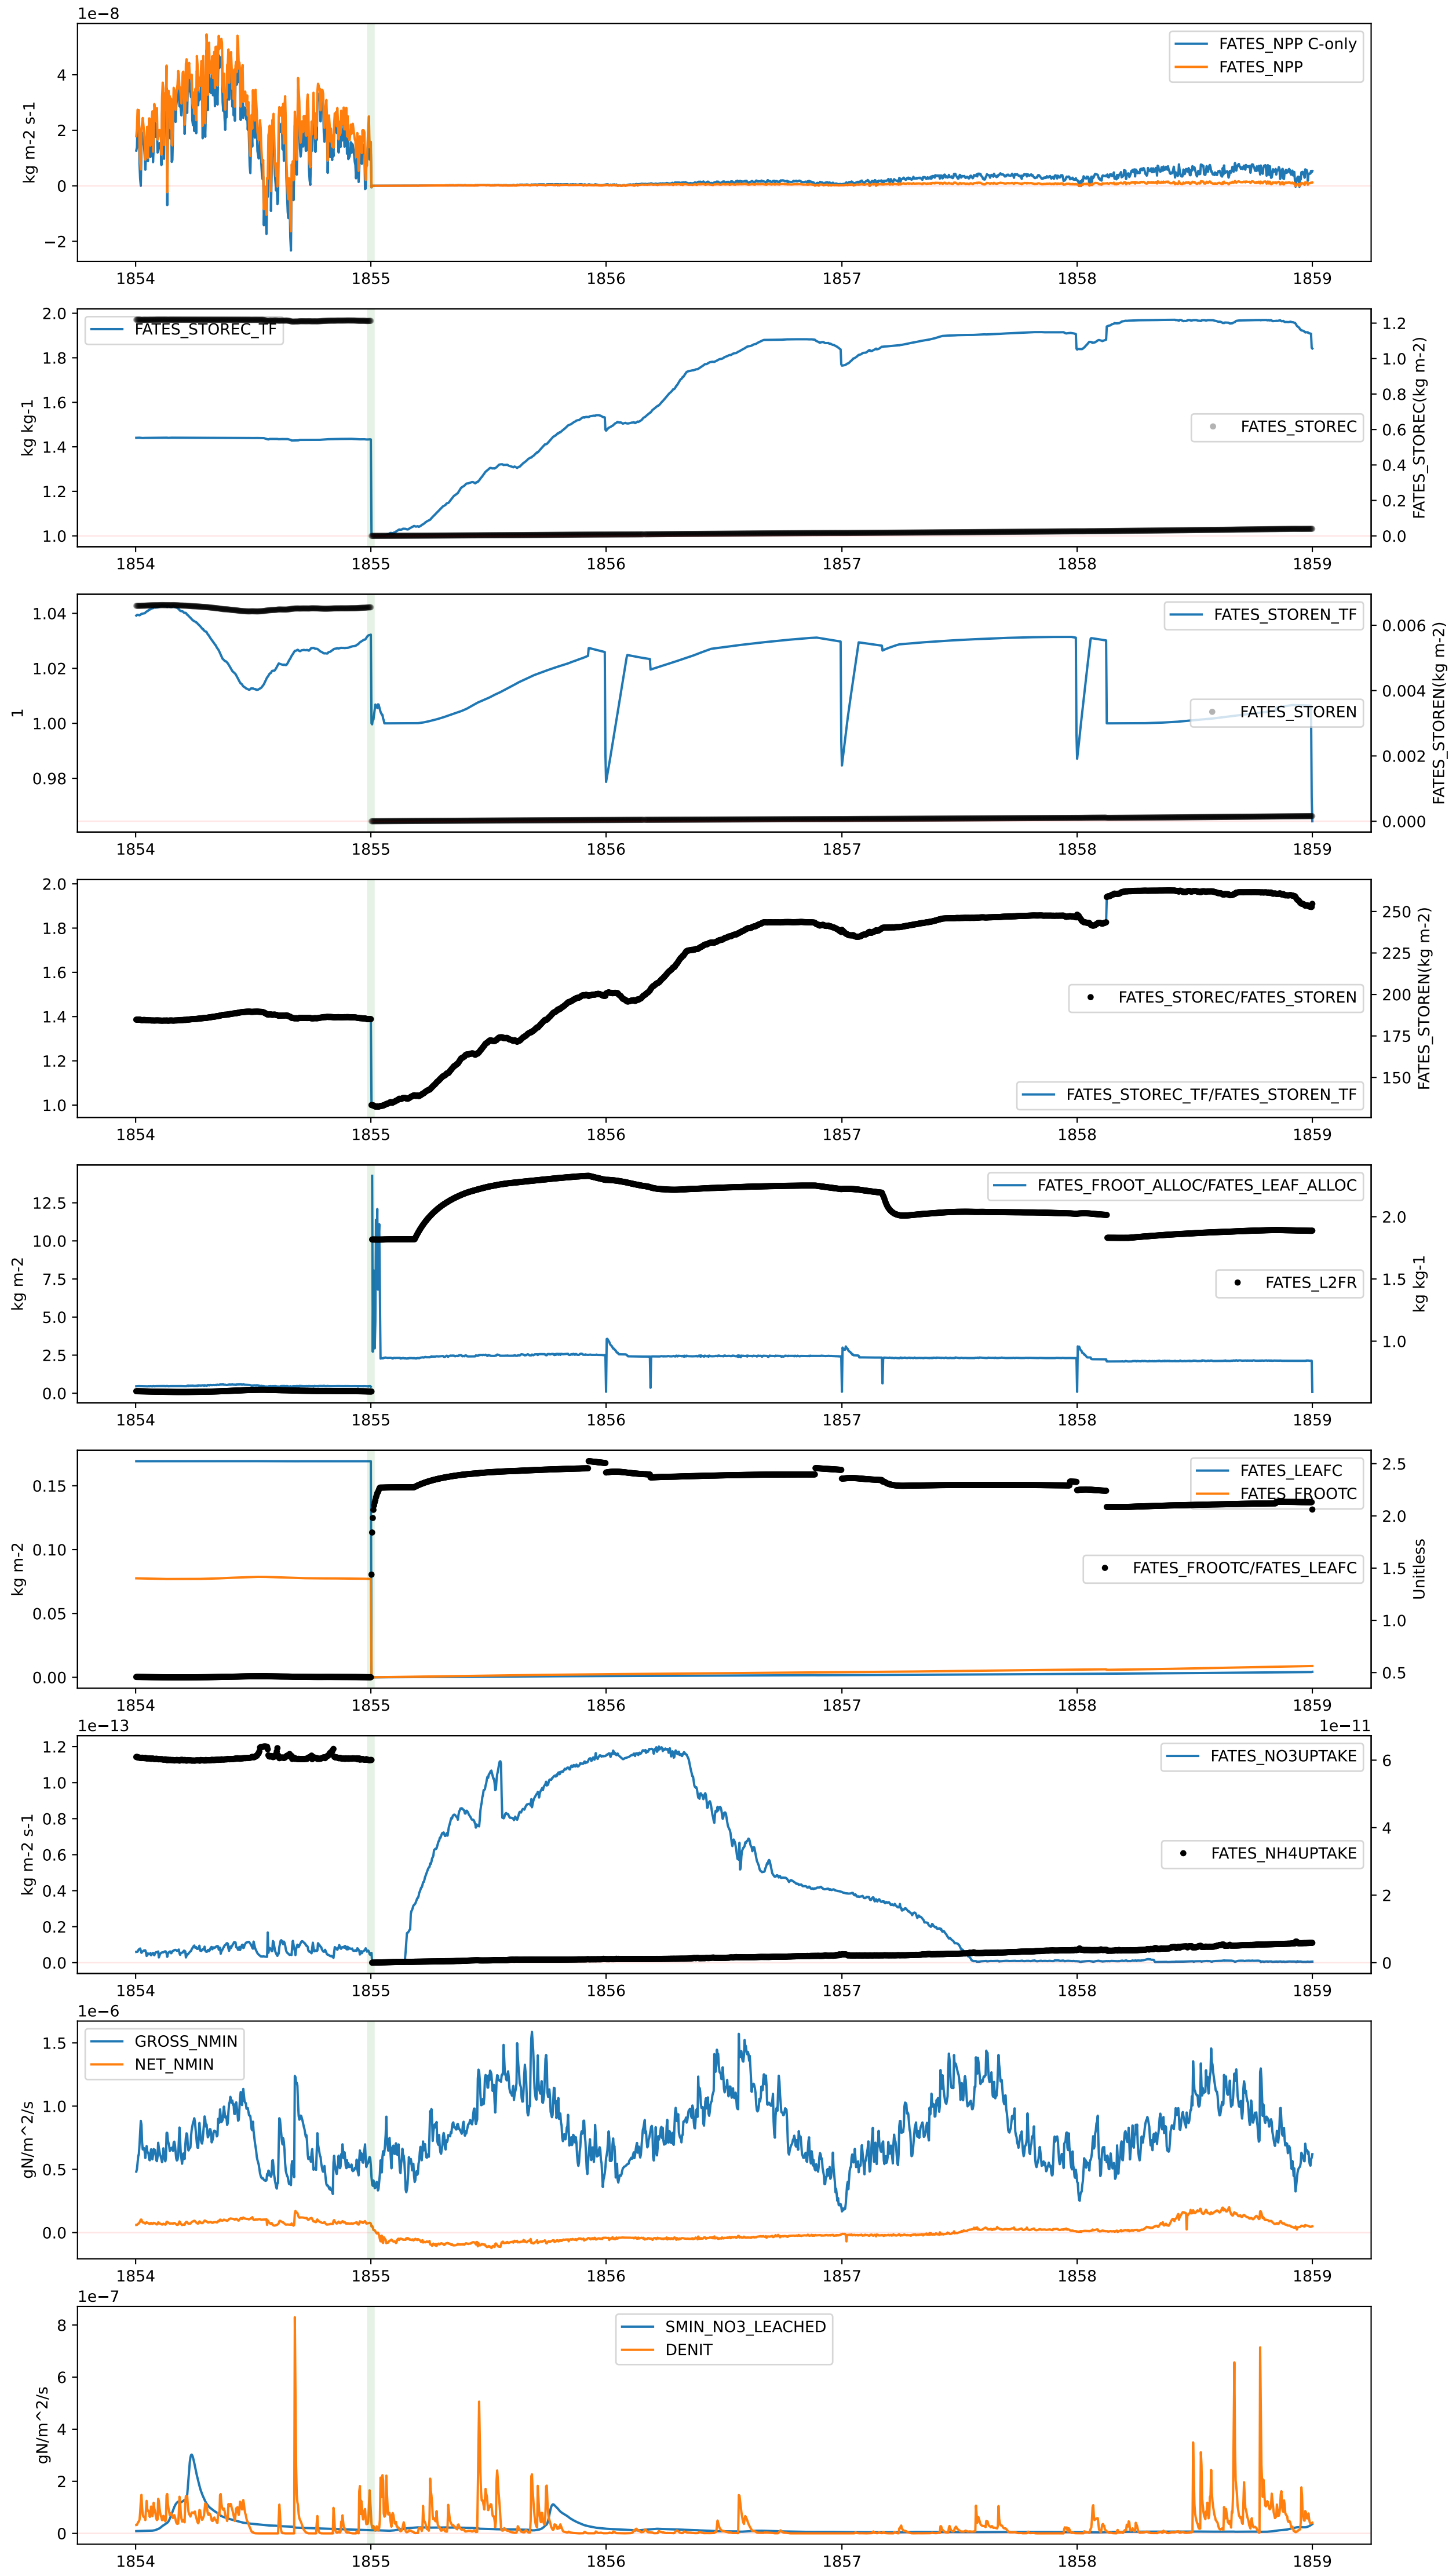 1e−8
FATES_NPP C-only
FATES_NPP
kg m-2 s-1
4
2
0
−2
1854 1855 1856 1857 1858 1859
FATES_STOREC_TF
FATES_STOREC
kg kg-1
FATES_STOREC(kg m-2)
2.0
1.8
1.6
1.4
1.2
1.0
1.2
1.0
0.8
0.6
0.4
0.2
0.0
1854 1855 1856 1857 1858 1859
FATES_STOREN_TF
FATES_STOREN
1
FATES_STOREN(kg m-2)
1.04
1.02
1.00
0.98
0.006
0.004
0.002
0.000
1854 1855 1856 1857 1858 1859
FATES_STOREC/FATES_STOREN
FATES_STOREC_TF/FATES_STOREN_TF
FATES_STOREN(kg m-2)
2.0
1.8
1.6
1.4
1.2
1.0
250
225
200
175
150
1854 1855 1856 1857 1858 1859
FATES_FROOT_ALLOC/FATES_LEAF_ALLOC
FATES_L2FR
kg m-2
kg kg-1
12.5
10.0
7.5
5.0
2.5
0.0
2.0
1.5
1.0
1854 1855 1856 1857 1858 1859
FATES_LEAFC
FATES_FROOTC
FATES_FROOTC/FATES_LEAFC
kg m-2
Unitless
0.15
0.10
0.05
0.00
2.5
2.0
1.5
1.0
0.5
1854 1855 1856 1857 1858 1859
1e−13
1e−11
FATES_NO3UPTAKE
FATES_NH4UPTAKE
kg m-2 s-1
1.2
1.0
0.8
0.6
0.4
0.2
0.0
6
4
2
0
1854 1855 1856 1857 1858 1859
1e−6
GROSS_NMIN
NET_NMIN
gN/m^2/s
1.5
1.0
0.5
0.0
1854 1855 1856 1857 1858 1859
1e−7
SMIN_NO3_LEACHED
DENIT
gN/m^2/s
8
6
4
2
0
1854 1855 1856 1857 1858 1859